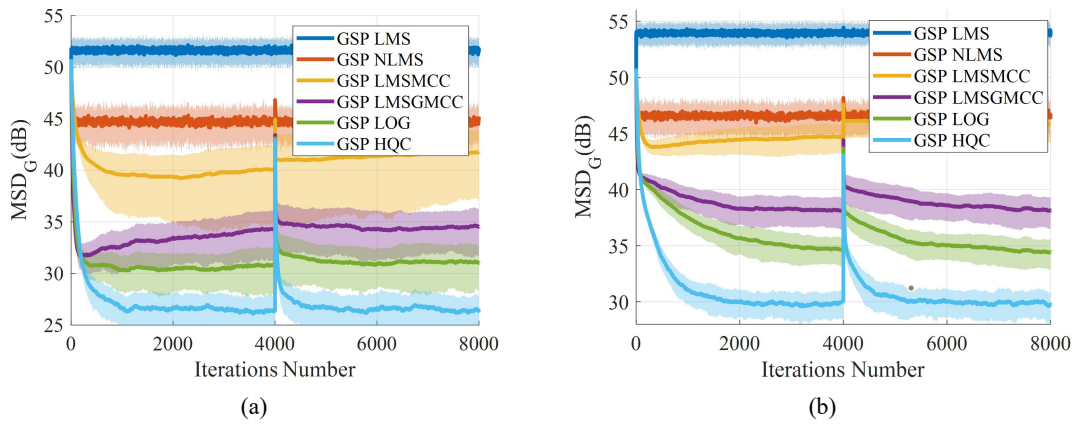 55
50
45
40
35
30
25
MSD_G(dB)
0 2000 4000 6000 8000
Iterations Number
GSP LMS
GSP NLMS
GSP LMSMCC
GSP LMSGMCC
GSP LOG
GSP HQC
(a)
55
50
45
40
35
30
MSD_G(dB)
0 2000 4000 6000 8000
Iterations Number
GSP LMS
GSP NLMS
GSP LMSMCC
GSP LMSGMCC
GSP LOG
GSP HQC
(b)